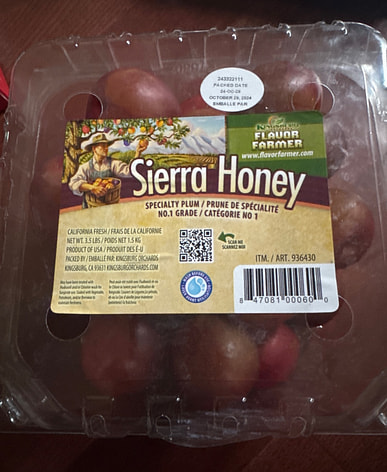 243332111
PACKED DATE
OCTOBER 28, 2024
EMBALLE PAR
FLAVOR
FARMER
www.flavorfarmer.com
Sierra Honey
SPECIALTY PLUM / PRUNE DE SPÉCIALITÉ
NO.1 GRADE / CATÉGORIE NO 1
CALIFORNIA FRESH / FRAIS DE LA CALIFORNIE
NET WT. 3.5 LBS / POIDS NET 1.5 KG
PRODUCT OF USA / PRODUIT DES É-U
PACKED BY / EMBALLÉ PAR: KINGSBURG ORCHARDS
KINGSBURG, CA 93631 KINGSBURGORCHARDS.COM
SCAN ME
SCANNEZ MOI
ITM. / ART. 936430
8 47081 00060 0